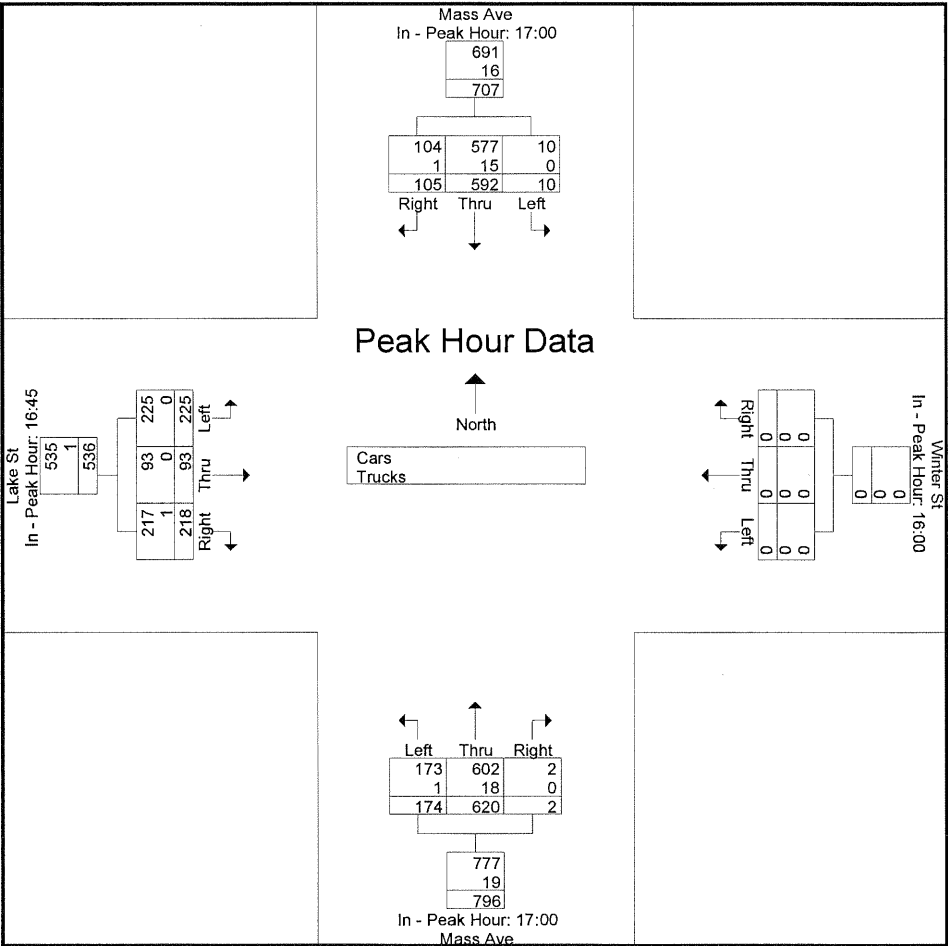 Mass Ave
In - Peak Hour: 17:00
691
16
707
104 577 10
1 15 0
105 592 10
Right Thru Left
Peak Hour Data
North
Cars
Trucks
Lake St
In - Peak Hour: 16:45
535
1
536
225 0 225
Left
93 0 93
Thru
217 1 218
Right
Winter St
In - Peak Hour: 16:00
0
0
0
Right
0 0 0
Thru
0 0 0
Left
0 0 0
Left Thru Right
173 602 2
1 18 0
174 620 2
777
19
796
In - Peak Hour: 17:00
Mass Ave